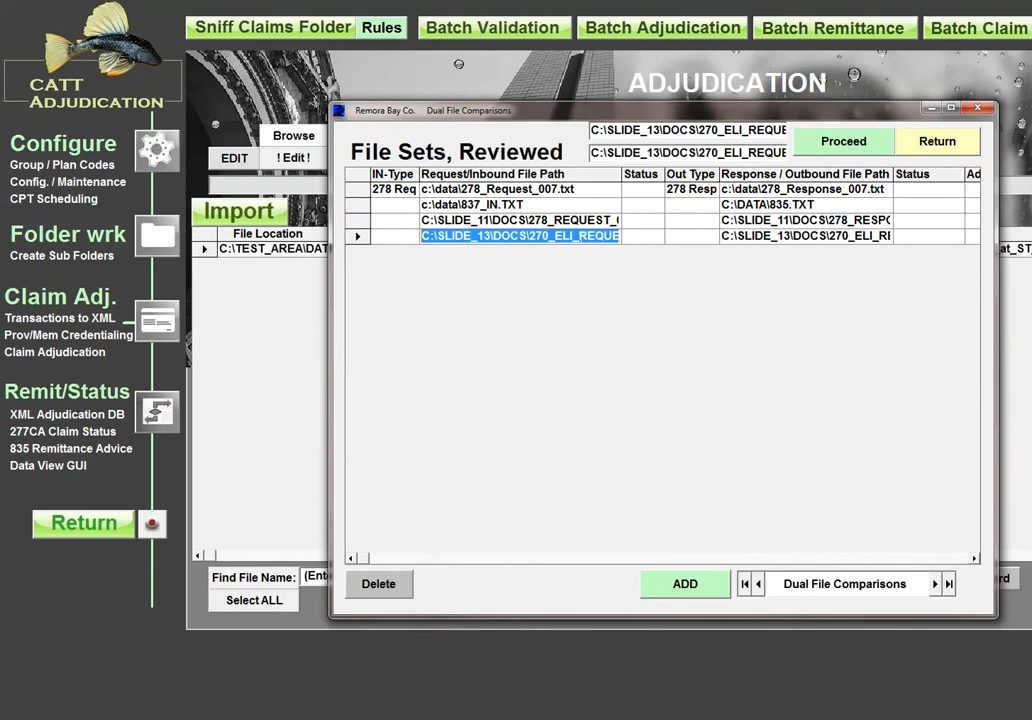 Sniff Claims Folder Rules Batch Validation Batch Adjudication Batch Remittance Batch Claim
CATT
ADJUDICATION
ADJUDICATION
Configure
Group / Plan Codes
Config. / Maintenance
CPT Scheduling
Folder wrk
Create Sub Folders
Claim Adj.
Transactions to XML
Prov/Mem Credentialing
Claim Adjudication
Remit/Status
XML Adjudication DB
277CA Claim Status
835 Remittance Advice
Data View GUI
Return
Browse
EDIT ! Edit !
Import
File Location
C:\TEST_AREA\DAT
at_ST_
Find File Name: (Ente
Select ALL
rd
Remora Bay Co. Dual File Comparisons
File Sets, Reviewed
C:\SLIDE_13\DOCS\270_ELI_REQUE
C:\SLIDE_13\DOCS\270_ELI_REQUE
Proceed Return
IN-Type Request/Inbound File Path Status Out Type Response / Outbound File Path Status Ad
278 Req c:\data\278_Request_007.txt 278 Resp c:\data\278_Response_007.txt
c:\data\837_IN.TXT C:\DATA\835.TXT
C:\SLIDE_11\DOCS\278_REQUEST_( C:\SLIDE_11\DOCS\278_RESPC
C:\SLIDE_13\DOCS\270_ELI_REQUE C:\SLIDE_13\DOCS\270_ELI_RE
Delete ADD Dual File Comparisons